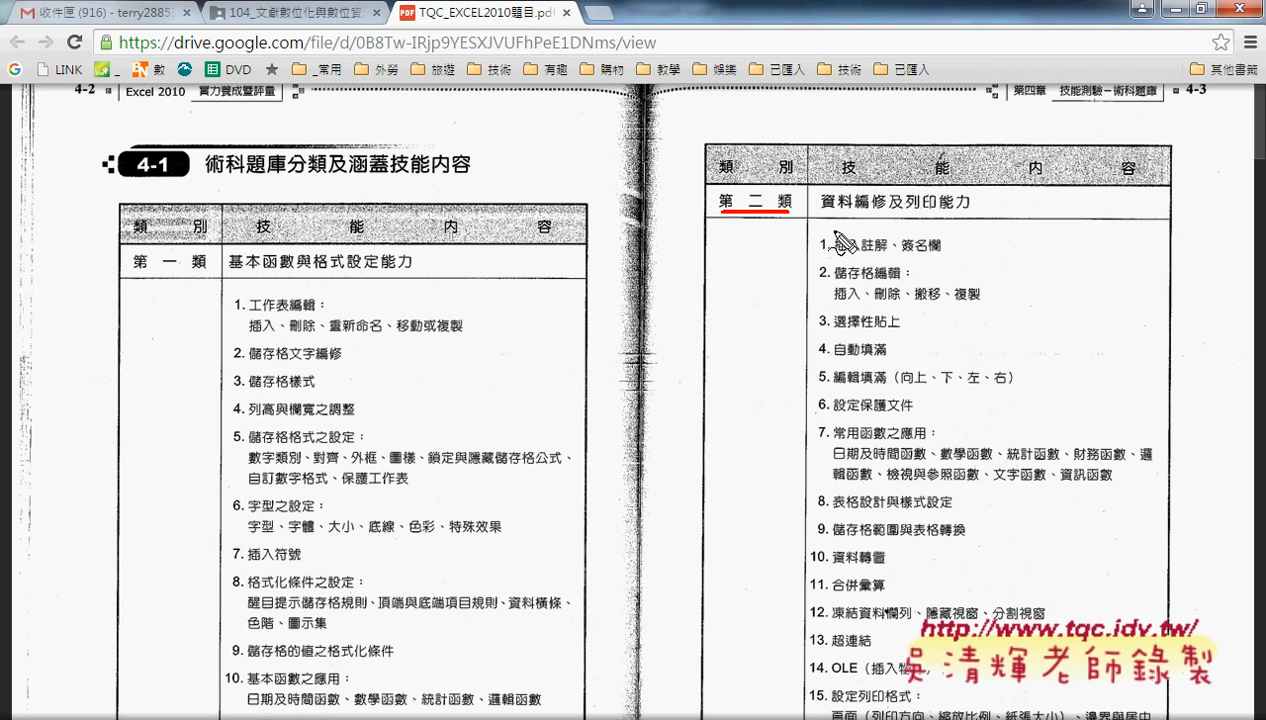 收件匣 (916) - terry2885
104_文獻數位化與數位資
TQC_EXCEL2010題目.pdf
https://drive.google.com/file/d/0B8Tw-IRjp9YESXJVUFhPeE1DNms/view
LINK
_
數
DVD
_常用
外勞
旅遊
技術
有趣
購物
教學
娛樂
已匯入
技術
已匯入
其他書籤
4-2 Excel 2010 實力養成暨評量
4-1 術科題庫分類及涵蓋技能內容
類 別 技 能 內 容
第 一 類 基本函數與格式設定能力
1. 工作表編輯：
插入、刪除、重新命名、移動或複製
2. 儲存格文字編修
3. 儲存格樣式
4. 列高與欄寬之調整
5. 儲存格格式之設定：
數字類別、對齊、外框、圖樣、鎖定與隱藏儲存格公式、
自訂數字格式、保護工作表
6. 字型之設定：
字型、字體、大小、底線、色彩、特殊效果
7. 插入符號
8. 格式化條件之設定：
醒目提示儲存格規則、頂端與底端項目規則、資料橫條、
色階、圖示集
9. 儲存格的值之格式化條件
10. 基本函數之應用：
日期及時間函數、數學函數、統計函數、邏輯函數
第四章 技能測驗－術科題庫 4-3
類 別 技 能 內 容
第 二 類 資料編修及列印能力
1. 插入註解、簽名欄
2. 儲存格編輯：
插入、刪除、搬移、複製
3. 選擇性貼上
4. 自動填滿
5. 編輯填滿（向上、下、左、右）
6. 設定保護文件
7. 常用函數之應用：
日期及時間函數、數學函數、統計函數、財務函數、邏
輯函數、檢視與參照函數、文字函數、資訊函數
8. 表格設計與樣式設定
9. 儲存格範圍與表格轉換
10. 資料轉置
11. 合併彙算
12. 凍結資料欄列、隱藏視窗、分割視窗
13. 超連結
14. OLE（插入物
15. 設定列印格式：
頁面（列印方向、縮放比例、紙張大小）、邊界與居中
http://www.tqc.idv.tw/
吳清輝老師錄製